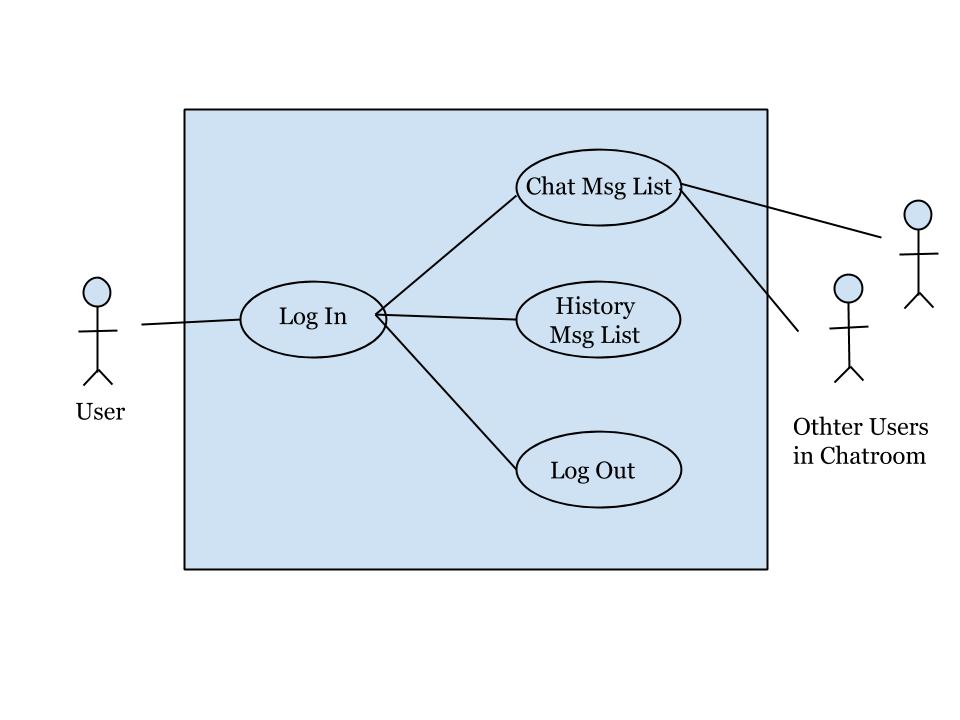 Chat Msg List
Log In
History
Msg List
User
Othter Users
in Chatroom
Log Out